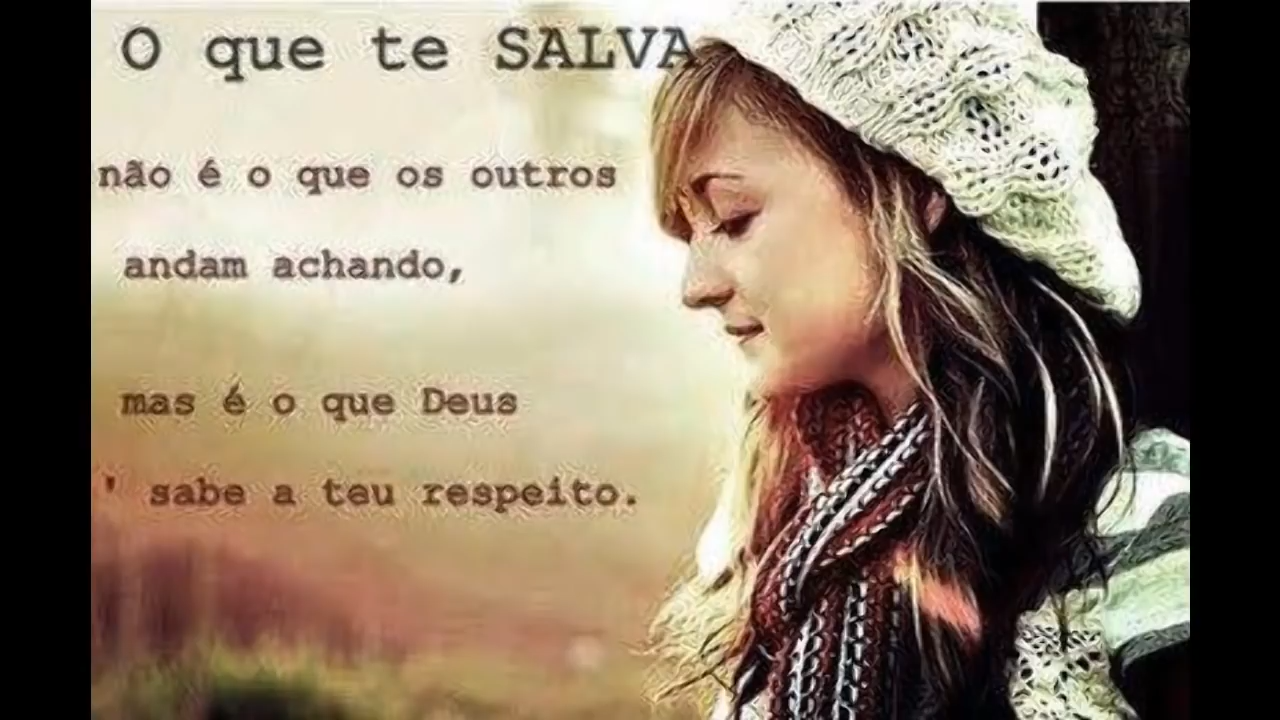 O que te SALVA
não é o que os outros
andam achando,
mas é o que Deus
' sabe a teu respeito.